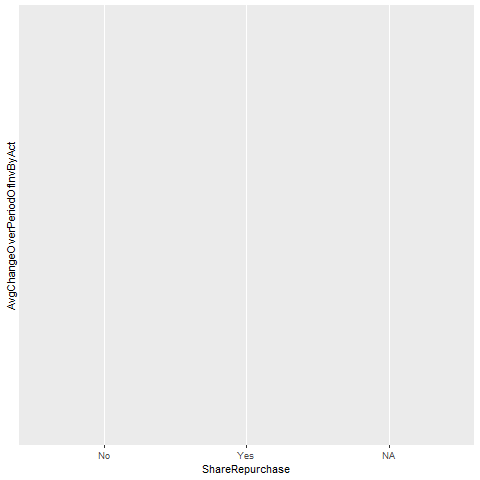 AvgChangeOverPeriodOfInvByAct
No Yes NA
ShareRepurchase